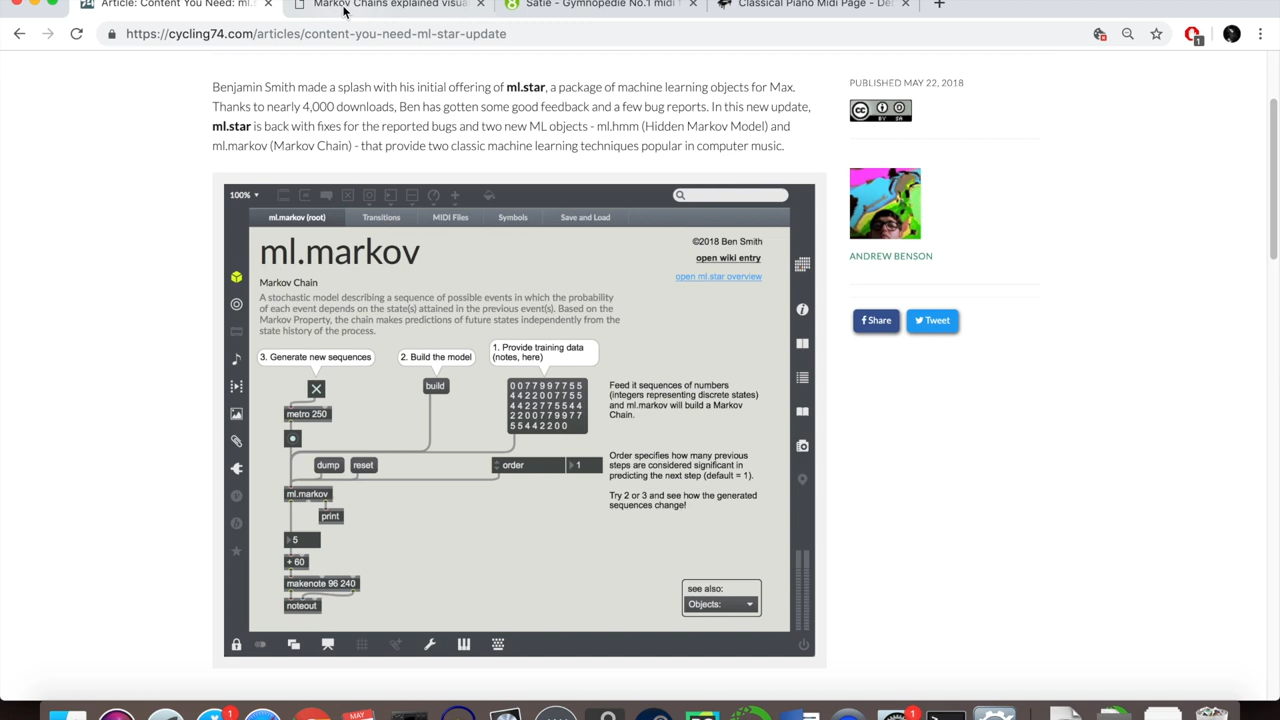 Article: Content You Need: ml.s
Markov Chains explained visua
Satie - Gymnopedie No.1 midi f
Classical Piano Midi Page - De
https://cycling74.com/articles/content-you-need-ml-star-update
1
Benjamin Smith made a splash with his initial offering of ml.star, a package of machine learning objects for Max.
Thanks to nearly 4,000 downloads, Ben has gotten some good feedback and a few bug reports. In this new update,
ml.star is back with fixes for the reported bugs and two new ML objects - ml.hmm (Hidden Markov Model) and
ml.markov (Markov Chain) - that provide two classic machine learning techniques popular in computer music.
PUBLISHED MAY 22, 2018
cc
BY SA
ANDREW BENSON
Share
Tweet
100%
ml.markov (root)
Transitions
MIDI Files
Symbols
Save and Load
ml.markov
©2018 Ben Smith
open wiki entry
open ml.star overview
Markov Chain
A stochastic model describing a sequence of possible events in which the probability
of each event depends on the state(s) attained in the previous event(s). Based on the
Markov Property, the chain makes predictions of future states independently from the
state history of the process.
3. Generate new sequences
2. Build the model
1. Provide training data
(notes, here)
build
0 0 7 7 9 9 7 7 5 5
4 4 2 2 0 0 7 7 5 5
4 4 2 2 7 7 5 5 4 4
2 2 0 0 7 7 9 9 7 7
5 5 4 4 2 2 0 0
Feed it sequences of numbers
(integers representing discrete states)
and ml.markov will build a Markov
Chain.
metro 250
dump
reset
order
1
Order specifies how many previous
steps are considered significant in
predicting the next step (default = 1).
Try 2 or 3 and see how the generated
sequences change!
ml.markov
print
5
+ 60
makenote 96 240
noteout
see also:
Objects:
1
MAY
1